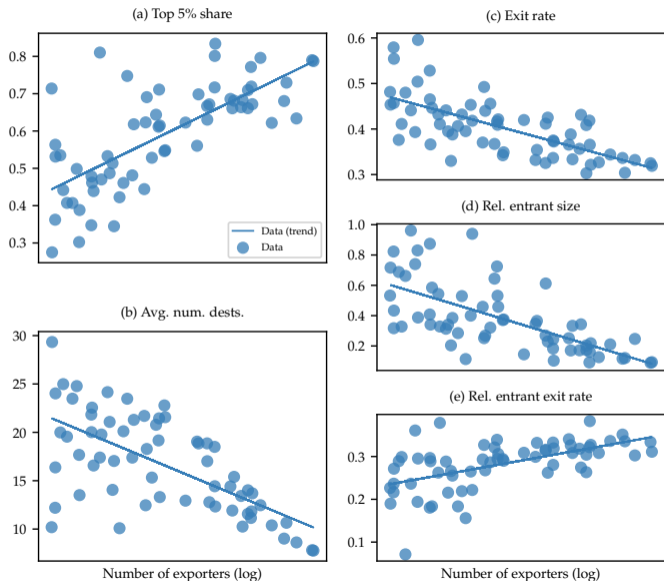 (a) Top 5% share
0.8
0.7
0.6
0.5
0.4
0.3
Data (trend)
Data
(b) Avg. num. dests.
30
25
20
15
10
Number of exporters (log)
(c) Exit rate
0.6
0.5
0.4
0.3
(d) Rel. entrant size
1.0
0.8
0.6
0.4
0.2
(e) Rel. entrant exit rate
0.3
0.2
0.1
Number of exporters (log)